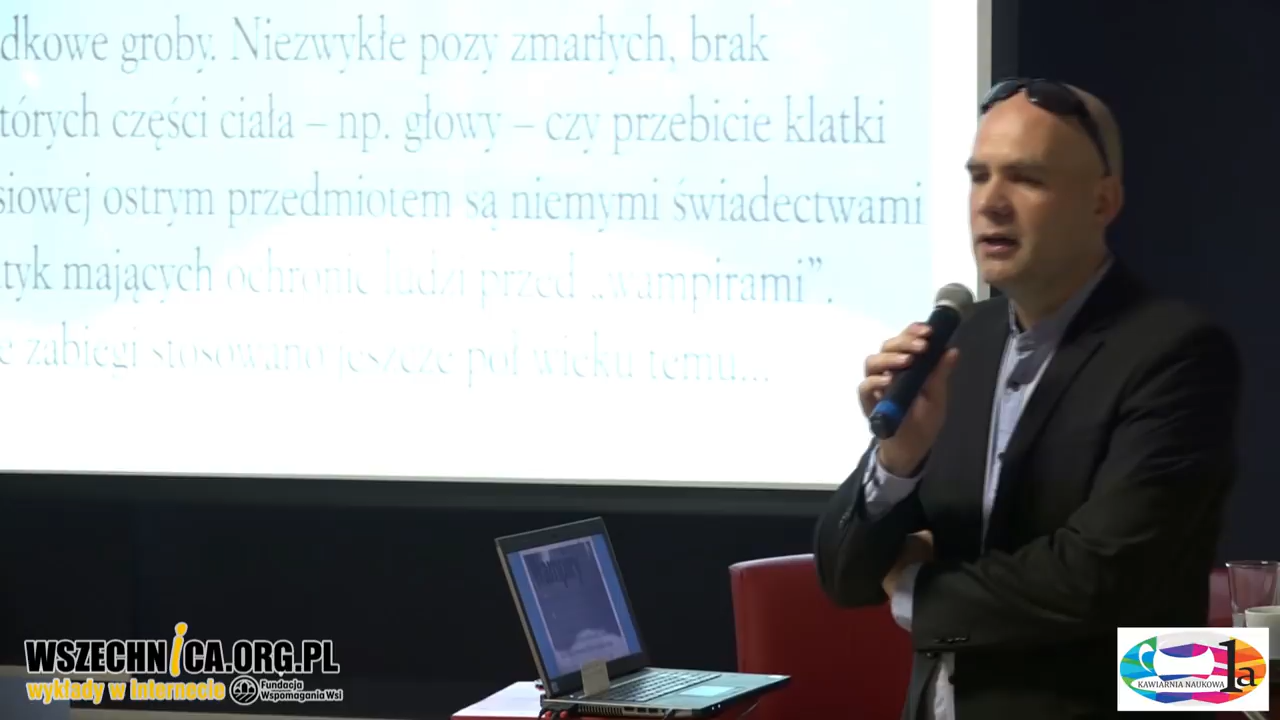 dkowe groby. Niezwykłe pozy zmarłych, brak
tórych części ciała – np. głowy – czy przebicie klatki
siowej ostrym przedmiotem są niemymi świadectwami
tyk mających ochronić ludzi przed „wampirami”.
e zabiegi stosowano jeszcze pół wieku temu...
Wampiry
WSZECHNICA.ORG.PL
wykłady w Internecie
Fundacja
Wspomagania Wsi
KAWIARNIA NAUKOWA
1a